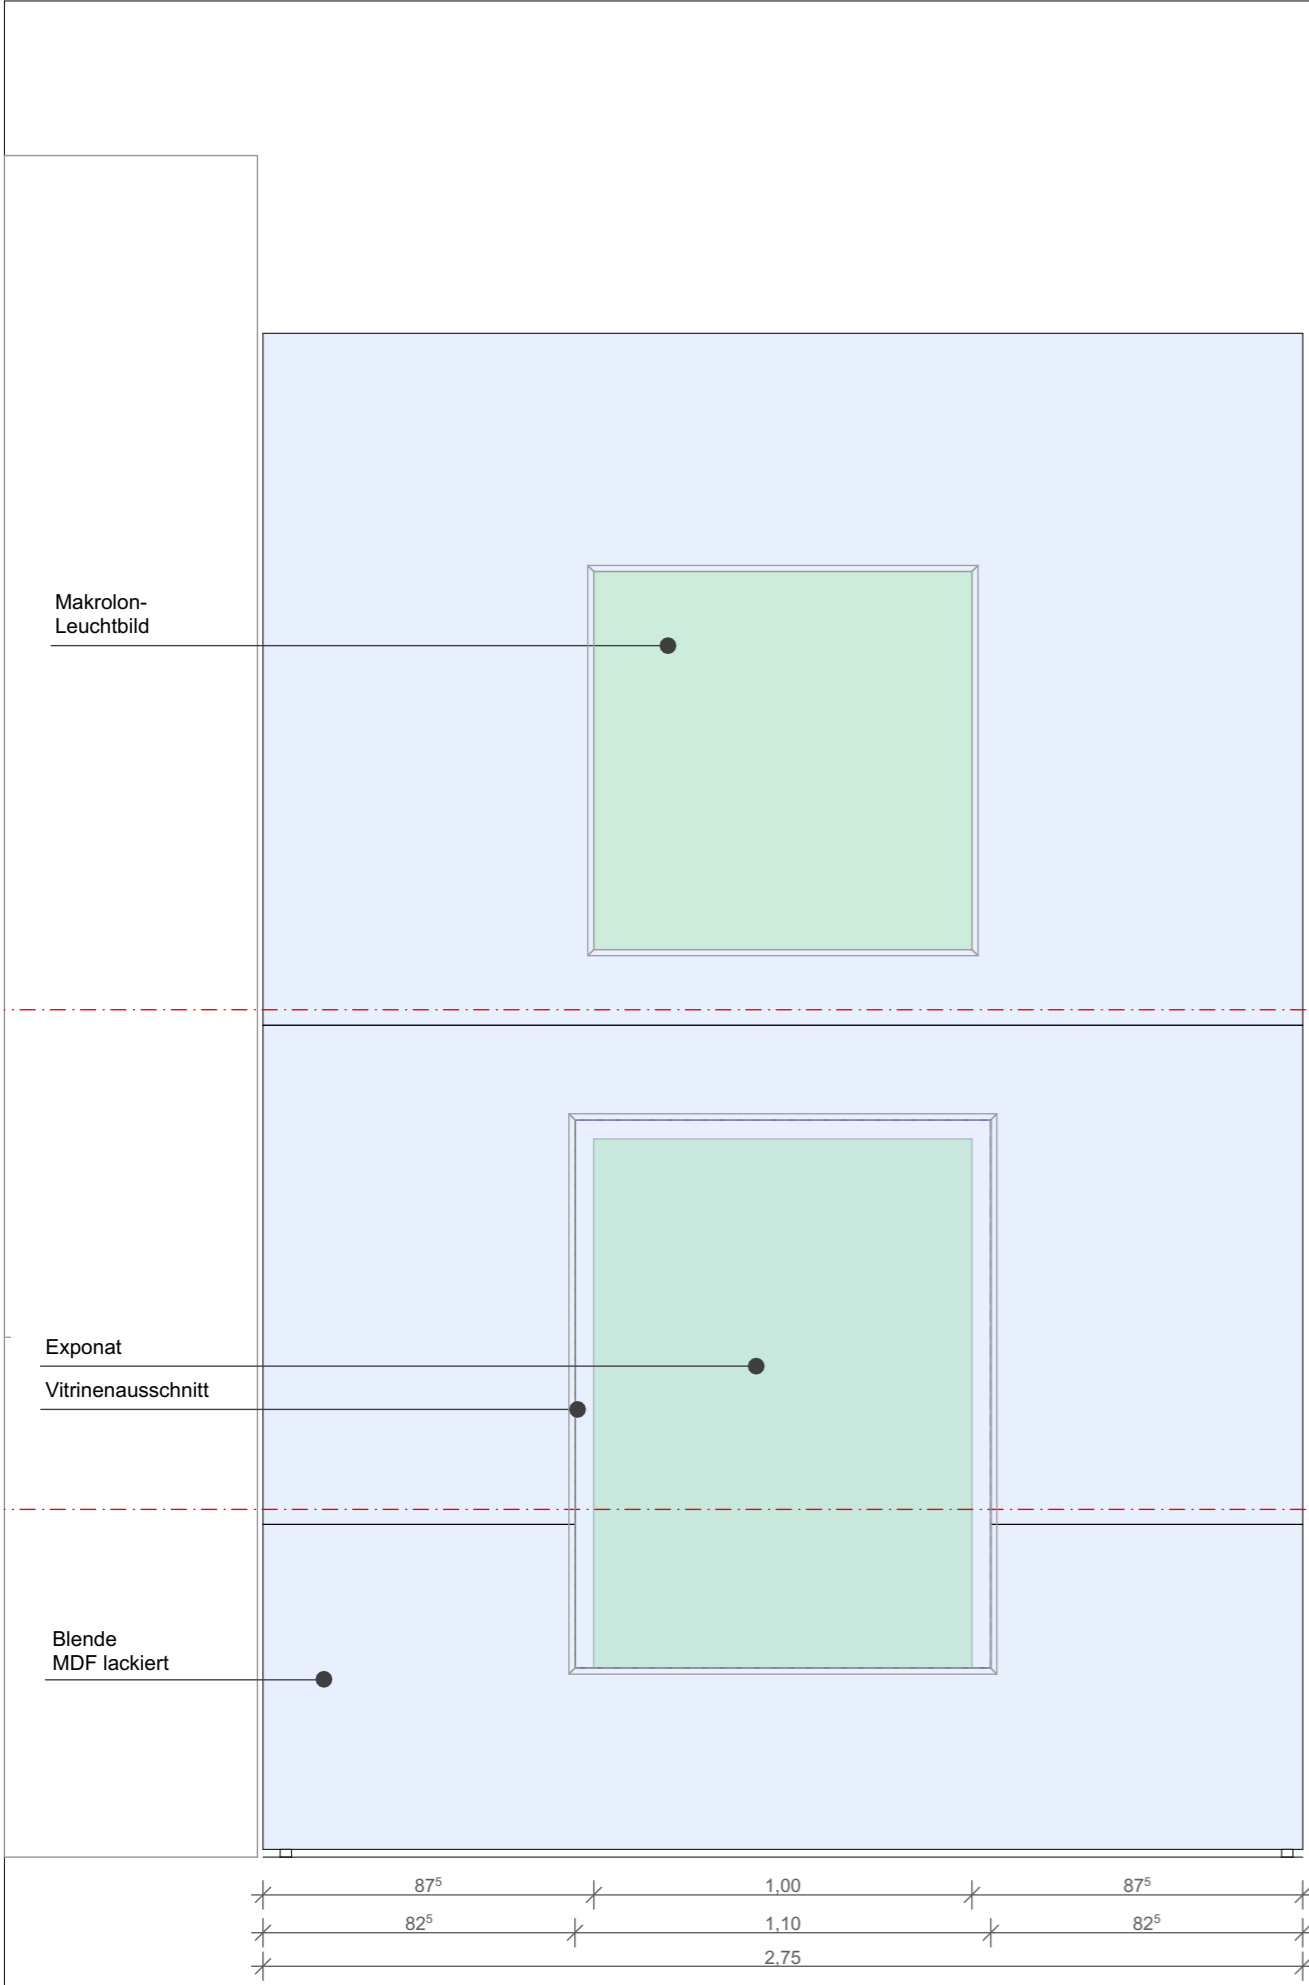 Makrolon-
Leuchtbild
Exponat
Vitrinenausschnitt
Blende
MDF lackiert
87⁵ 1,00 87⁵
82⁵ 1,10 82⁵
2,75